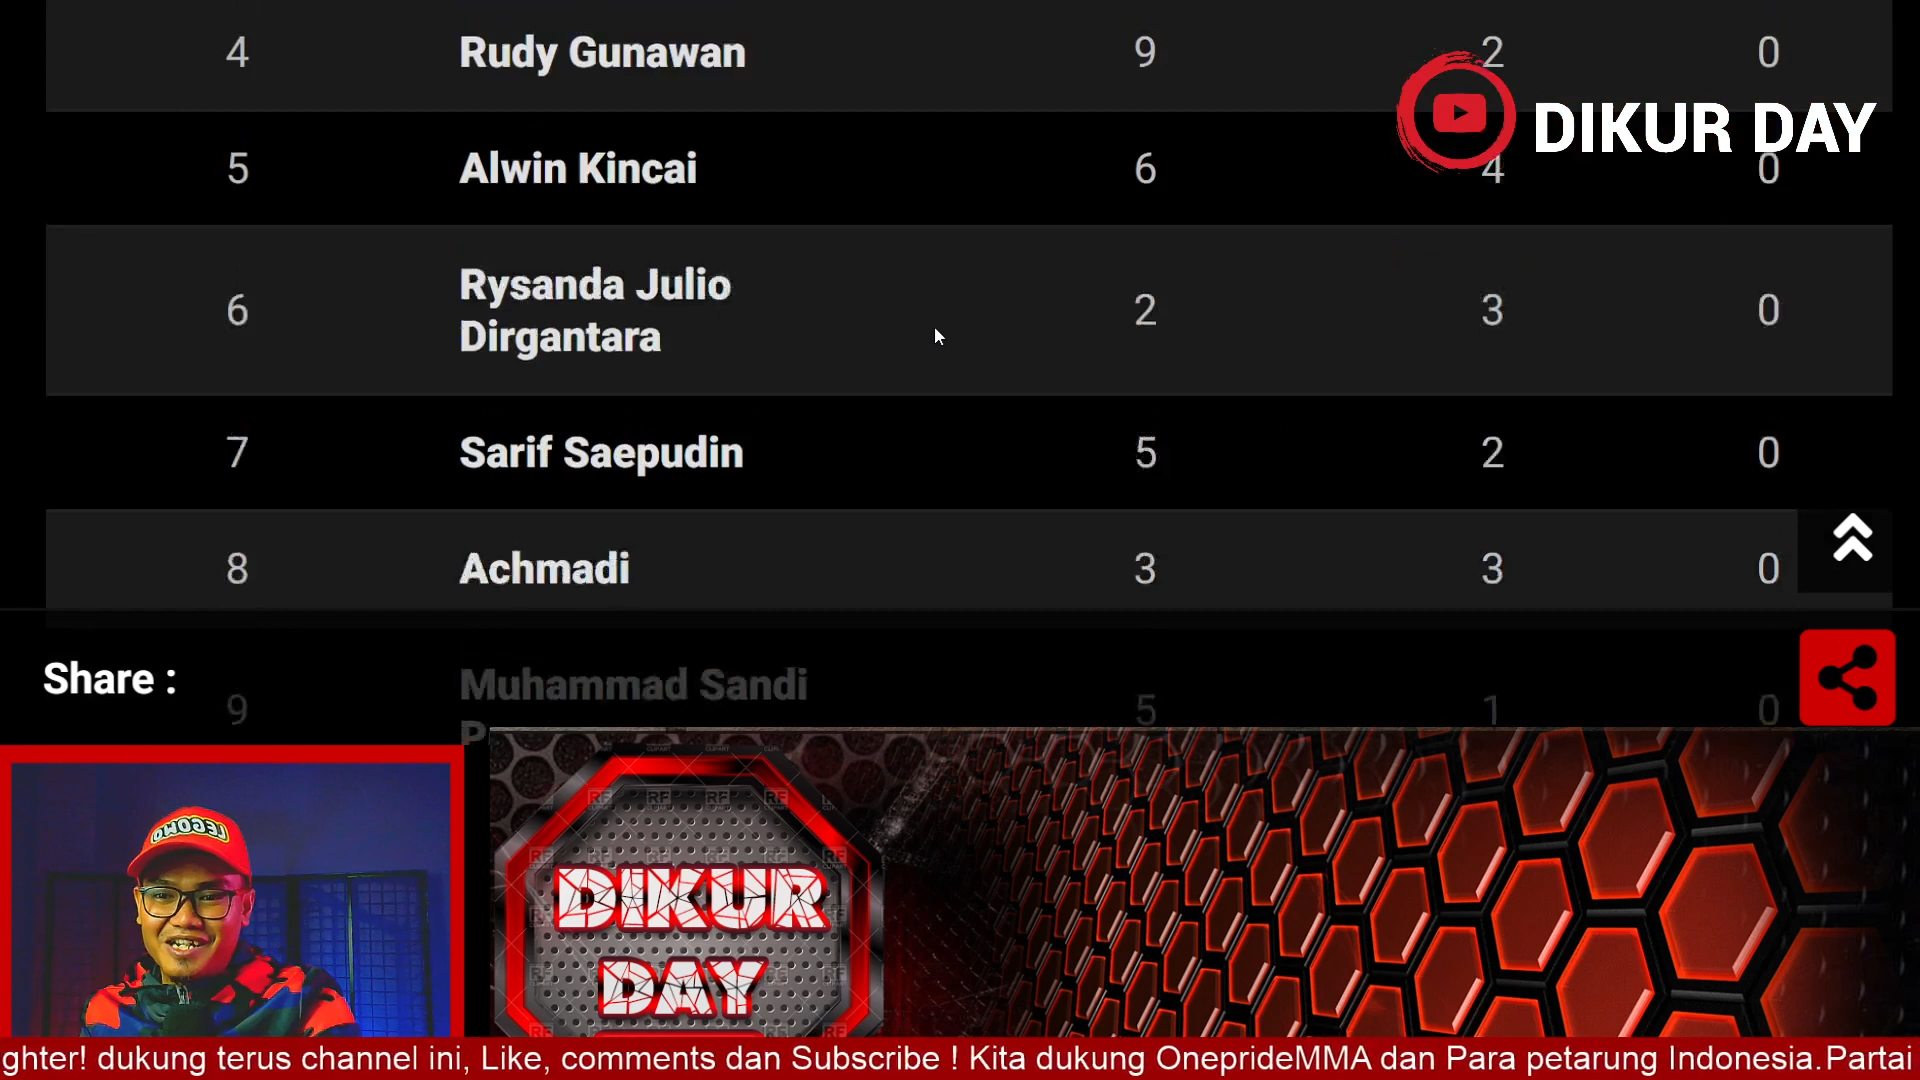 4 Rudy Gunawan 9 2 0
DIKUR DAY
5 Alwin Kincai 6 4 0
6 Rysanda Julio Dirgantara 2 3 0
7 Sarif Saepudin 5 2 0
8 Achmadi 3 3 0
Share :
9 Muhammad Sandi 5 1 0
LEGOWO
DIKUR
DAY
ghter! dukung terus channel ini, Like, comments dan Subscribe ! Kita dukung OneprideMMA dan Para petarung Indonesia.Partai